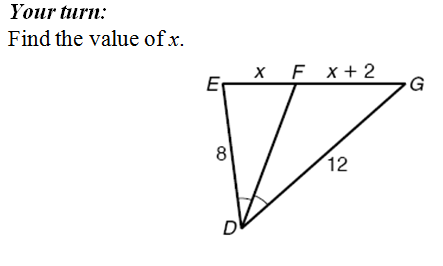 Your turn:
Find the value of x.
x F x + 2
E G
8
12
D